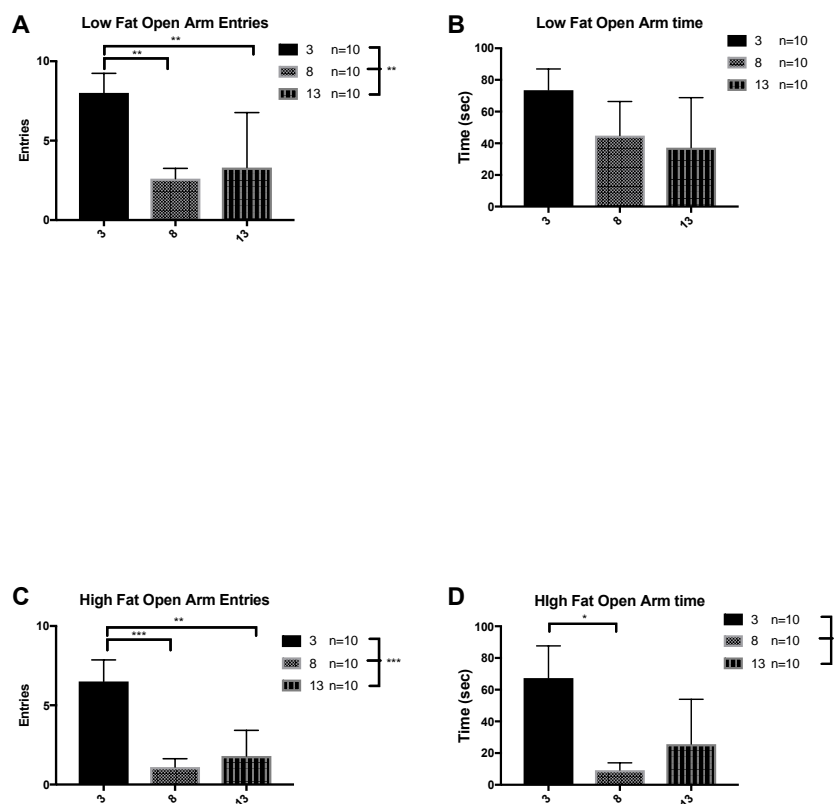 A
Low Fat Open Arm Entries
**
**
3 n=10
8 n=10
13 n=10
**
Entries
10
5
0
3
8
13
B
Low Fat Open Arm time
3 n=10
8 n=10
13 n=10
Time (sec)
100
80
60
40
20
0
3
8
13
C
High Fat Open Arm Entries
**
***
3 n=10
8 n=10
13 n=10
***
Entries
10
5
0
3
8
13
D
HIgh Fat Open Arm time
*
3 n=10
8 n=10
13 n=10
Time (sec)
100
80
60
40
20
0
3
8
13